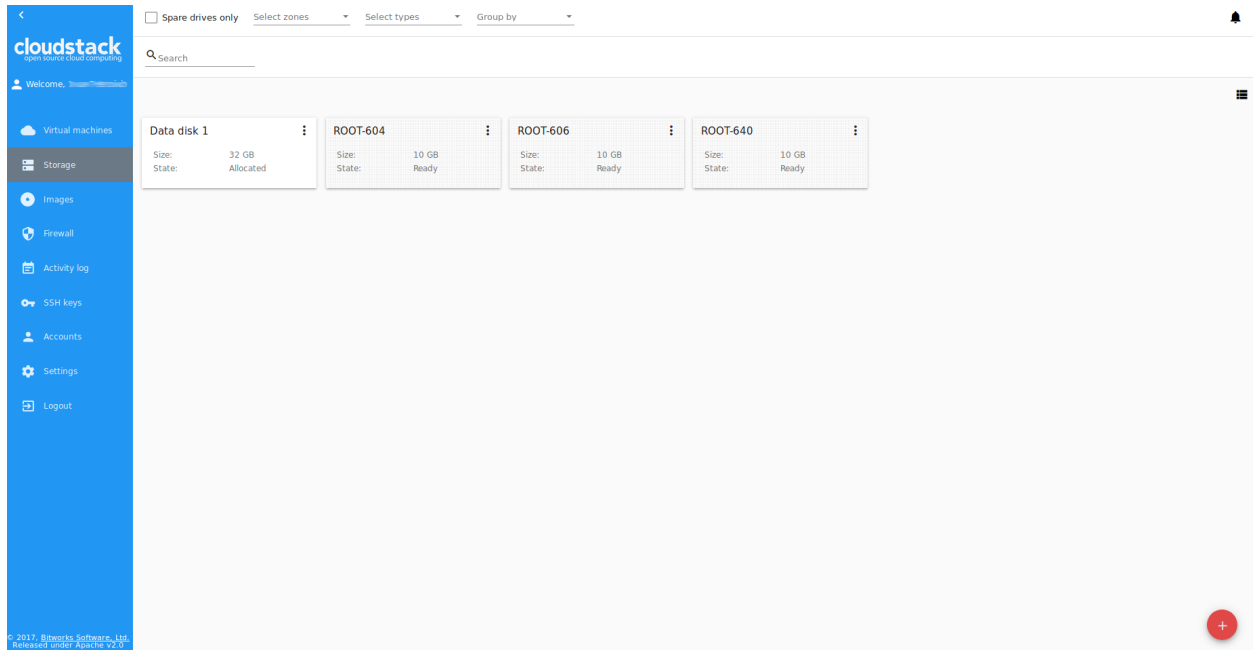 cloudstack
open source cloud computing
Welcome,
Virtual machines
Storage
Images
Firewall
Activity log
SSH keys
Accounts
Settings
Logout
© 2017, Bitworks Software, Ltd.
Released under Apache v2.0
Spare drives only Select zones Select types Group by
Search
Data disk 1
Size: 32 GB
State: Allocated
ROOT-604
Size: 10 GB
State: Ready
ROOT-606
Size: 10 GB
State: Ready
ROOT-640
Size: 10 GB
State: Ready